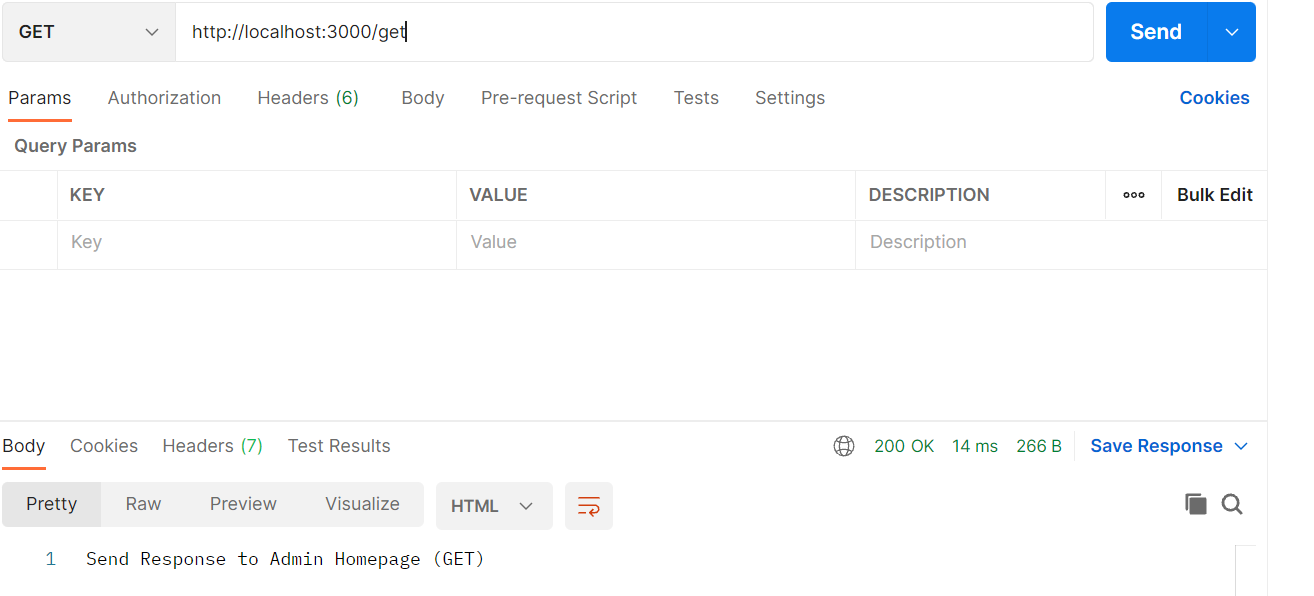 GET http://localhost:3000/get Send
Params Authorization Headers (6) Body Pre-request Script Tests Settings Cookies
Query Params
KEY VALUE DESCRIPTION Bulk Edit
Key Value Description
Body Cookies Headers (7) Test Results 200 OK 14 ms 266 B Save Response
Pretty Raw Preview Visualize HTML
1 Send Response to Admin Homepage (GET)